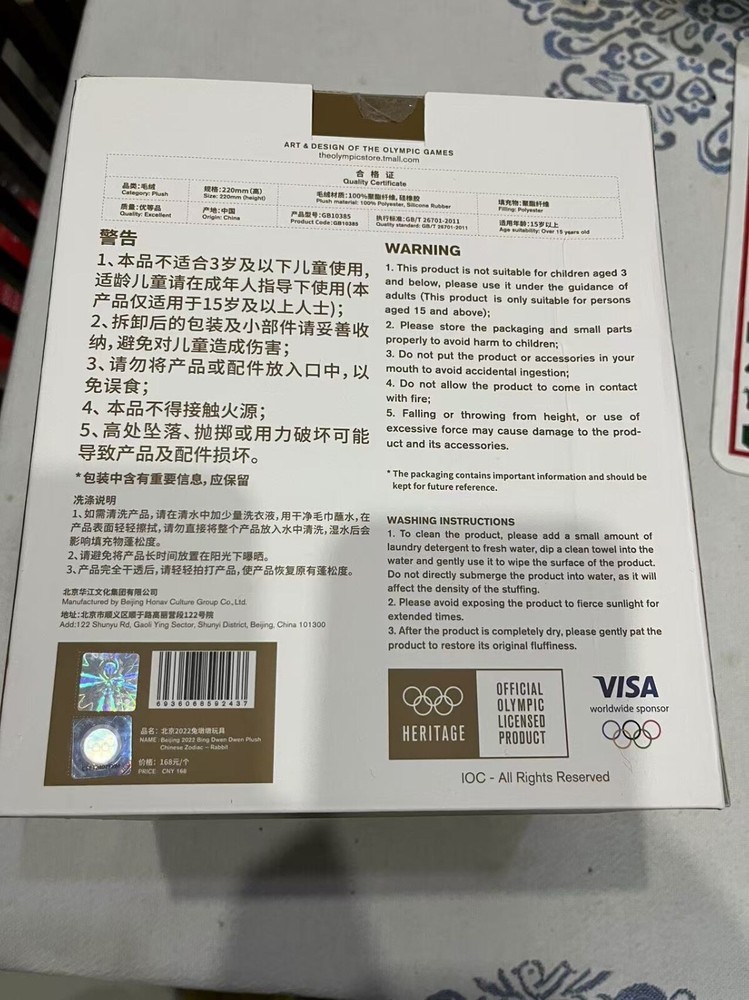 ART & DESIGN OF THE OLYMPIC GAMES
theolympicstore.tmall.com
合 格 证
Quality Certificate
品类:毛绒
Category: Plush
规格:220mm(高)
Size: 220mm (height)
毛绒材质:100%聚酯纤维,硅橡胶
Plush material: 100% Polyester, Silicone Rubber
填充物:聚酯纤维
Filling: Polyester
质量:优等品
Quality: Excellent
产地:中国
Origin: China
产品型号:GB10385
Product Code:GB10385
执行标准:GB/T 26701-2011
Quality standard: GB/T 26701-2011
适用年龄:15岁以上
Age suitability: Over 15 years old
警告
1、本品不适合3岁及以下儿童使用,
适龄儿童请在成年人指导下使用(本
产品仅适用于15岁及以上人士);
2、拆卸后的包装及小部件请妥善收
纳,避免对儿童造成伤害;
3、请勿将产品或配件放入口中,以
免误食;
4、本品不得接触火源;
5、高处坠落、抛掷或用力破坏可能
导致产品及配件损坏。
*包装中含有重要信息,应保留
洗涤说明
1、如需清洗产品,请在清水中加少量洗衣液,用干净毛巾蘸水,在
产品表面轻轻擦拭,请勿直接将整个产品放入水中清洗,湿水后会
影响填充物蓬松度。
2、请避免将产品长时间放置在阳光下曝晒。
3、产品完全干透后,请轻轻拍打产品,使产品恢复原有蓬松度。
北京华江文化集团有限公司
Manufactured by Beijing Honav Culture Group Co., Ltd.
地址:北京市顺义区顺于路高丽营段122号院
Add:122 Shunyu Rd, Gaoli Ying Sector, Shunyi District, Beijing, China 101300
WARNING
1. This product is not suitable for children aged 3
and below, please use it under the guidance of
adults (This product is only suitable for persons
aged 15 and above);
2. Please store the packaging and small parts
properly to avoid harm to children;
3. Do not put the product or accessories in your
mouth to avoid accidental ingestion;
4. Do not allow the product to come in contact
with fire;
5. Falling or throwing from height, or use of
excessive force may cause damage to the prod-
uct and its accessories.
* The packaging contains important information and should be
kept for future reference.
WASHING INSTRUCTIONS
1. To clean the product, please add a small amount of
laundry detergent to fresh water, dip a clean towel into the
water and gently use it to wipe the surface of the product.
Do not directly submerge the product into water, as it will
affect the density of the stuffing.
2. Please avoid exposing the product to fierce sunlight for
extended times.
3. After the product is completely dry, please gently pat the
product to restore its original fluffiness.
6936068592437
品名:北京2022兔墩墩玩具
NAME: Beijing 2022 Bing Dwen Dwen Plush
Chinese Zodiac – Rabbit
价格:168元/个
PRICE: CNY 168
HERITAGE
OFFICIAL
OLYMPIC
LICENSED
PRODUCT
VISA
worldwide sponsor
IOC - All Rights Reserved